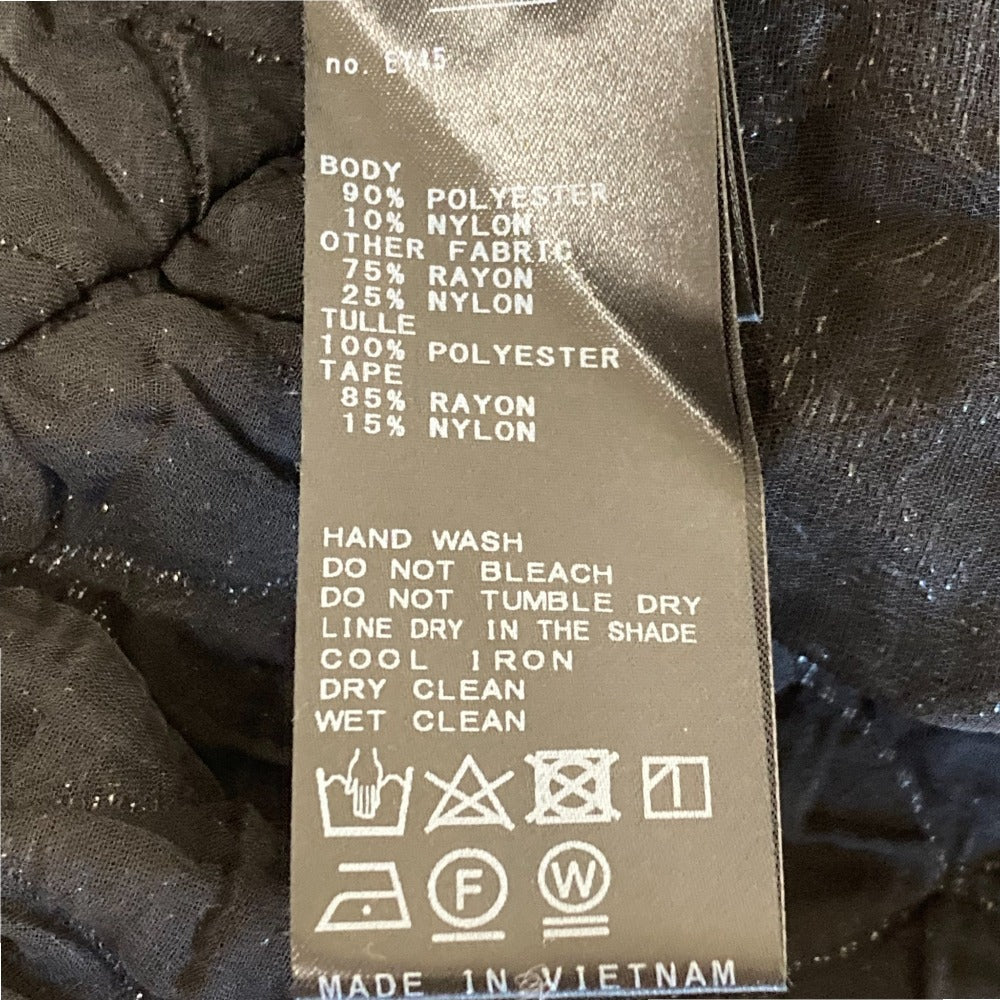 no. EY45
BODY
90% POLYESTER
10% NYLON
OTHER FABRIC
75% RAYON
25% NYLON
TULLE
100% POLYESTER
TAPE
85% RAYON
15% NYLON
HAND WASH
DO NOT BLEACH
DO NOT TUMBLE DRY
LINE DRY IN THE SHADE
COOL IRON
DRY CLEAN
WET CLEAN
F W
MADE IN VIETNAM